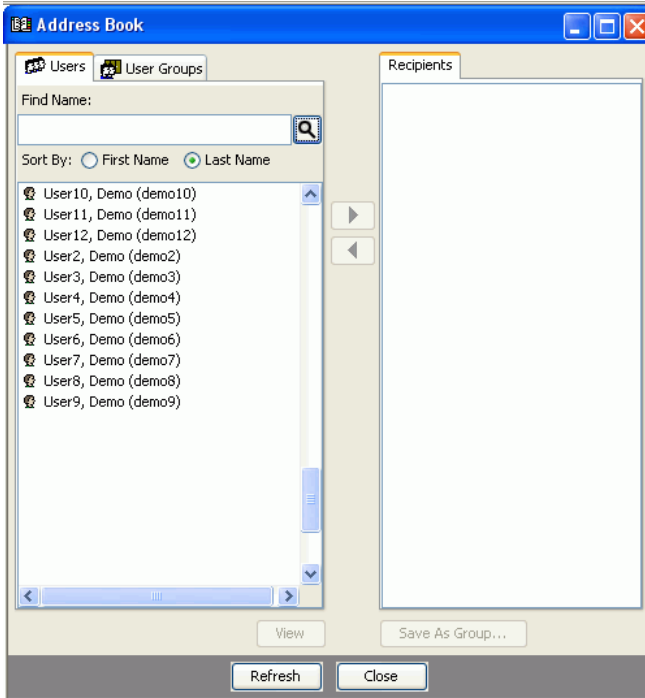 Address Book
Users
User Groups
Recipients
Find Name:
Sort By: First Name Last Name
User10, Demo (demo10)
User11, Demo (demo11)
User12, Demo (demo12)
User2, Demo (demo2)
User3, Demo (demo3)
User4, Demo (demo4)
User5, Demo (demo5)
User6, Demo (demo6)
User7, Demo (demo7)
User8, Demo (demo8)
User9, Demo (demo9)
View
Save As Group...
Refresh
Close